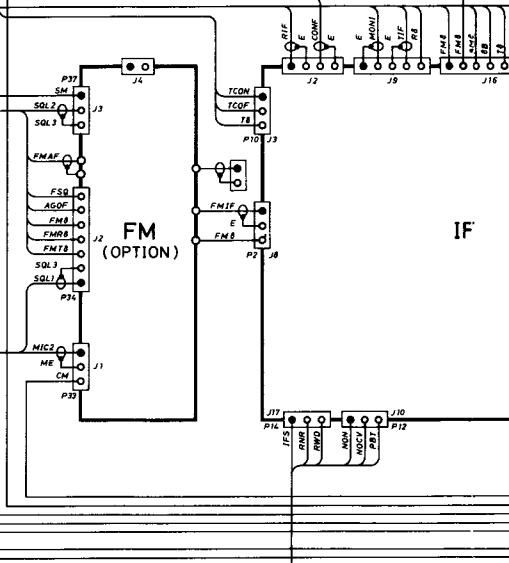 RIF
E
CONF
E
E
MONI
E
TIF
R8
FM8
FM8
AMC
8B
T8
J2
J9
J16
P37
J4
SM
SQL2
SQL3
J3
TCON
TCOF
T8
P10
J3
FMAF
FSQ
AGOF
FM8
FMR8
FMT8
SQL3
SQL1
J2
P34
FM
(OPTION)
FMIF
E
FM8
P2
J8
IF
MIC2
ME
CM
J1
P33
J17
P14
IFS
RNR
RWD
J10
P12
NON
NOCV
PBT